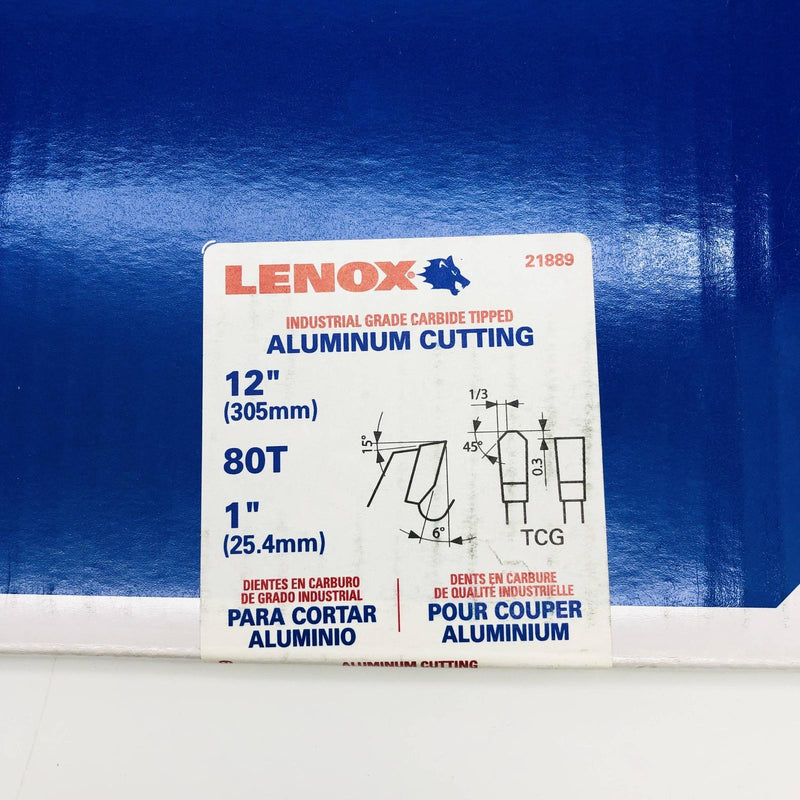 LENOX®
21889
INDUSTRIAL GRADE CARBIDE TIPPED
ALUMINUM CUTTING
12"
(305mm)
80T
1"
(25.4mm)
15°
6°
1/3
45°
0.3
TCG
DIENTES EN CARBURO
DE GRADO INDUSTRIAL
PARA CORTAR
ALUMINIO
DENTS EN CARBURE
DE QUALITÉ INDUSTRIELLE
POUR COUPER
ALUMINIUM
ALUMINUM CUTTING